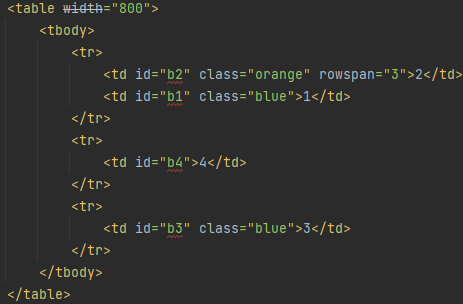 <table width="800">
<tbody>
<tr>
<td id="b2" class="orange" rowspan="3">2</td>
<td id="b1" class="blue">1</td>
</tr>
<tr>
<td id="b4">4</td>
</tr>
<tr>
<td id="b3" class="blue">3</td>
</tr>
</tbody>
</table>